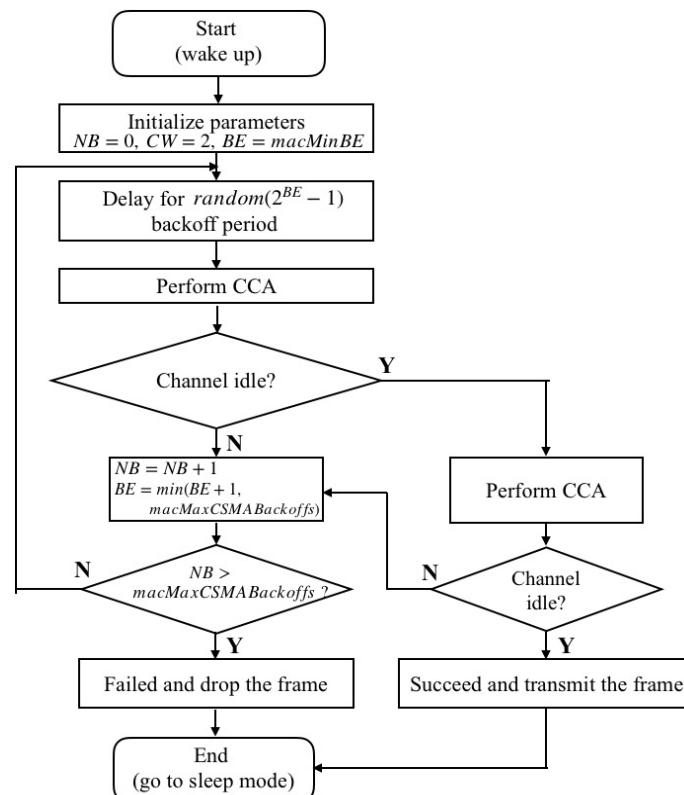 Start
(wake up)
Initialize parameters
NB = 0, CW = 2, BE = macMinBE
Delay for random(2^{BE} − 1)
backoff period
Perform CCA
Channel idle?
Y
N
NB = NB + 1
BE = min(BE + 1,
macMaxCSMABackoffs)
Perform CCA
N
NB >
macMaxCSMABackoffs ?
N
Channel
idle?
Y
Y
Failed and drop the frame
Succeed and transmit the frame
End
(go to sleep mode)